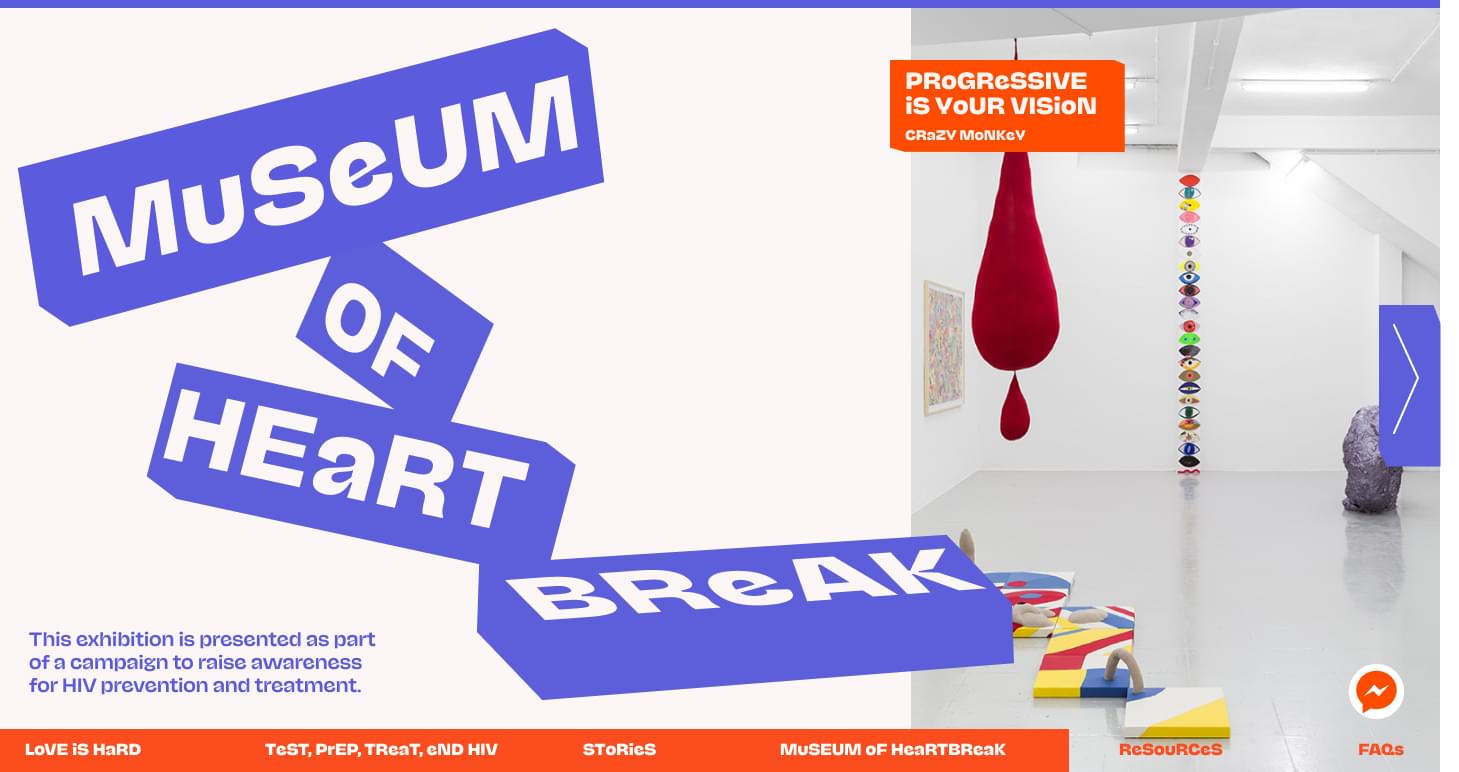 MuSeUM
OF
HEaRT
BReAK
PRoGReSSIVE
iS YoUR VISioN
CRaZY MoNKeY
This exhibition is presented as part
of a campaign to raise awareness
for HIV prevention and treatment.
LoVE iS HaRD
TeST, PrEP, TReaT, eND HIV
SToRieS
MuSEUM oF HeaRTBReaK
ReSouRCeS
FAQs